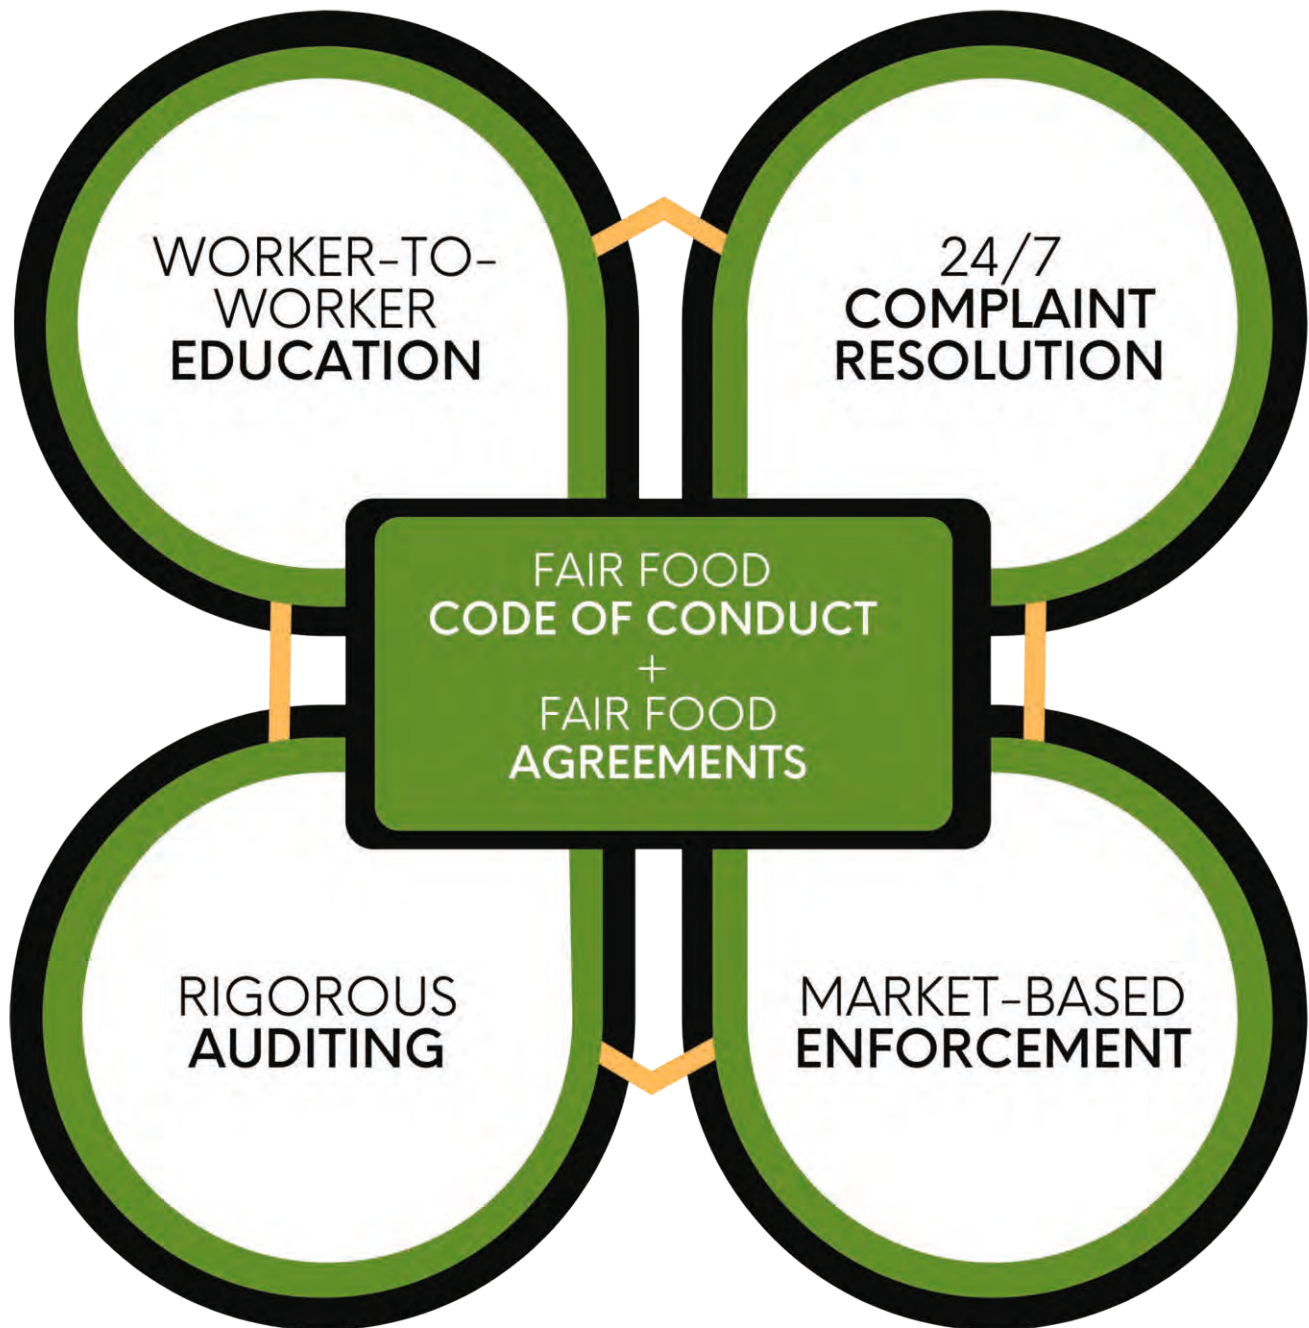 WORKER-TO-
WORKER
EDUCATION
24/7
COMPLAINT
RESOLUTION
FAIR FOOD
CODE OF CONDUCT
+
FAIR FOOD
AGREEMENTS
RIGOROUS
AUDITING
MARKET-BASED
ENFORCEMENT